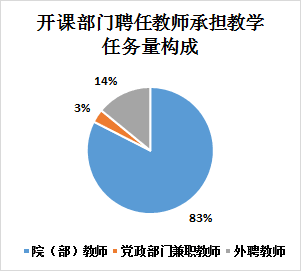 开课部门聘任教师承担教学
任务量构成
14%
3%
83%
院（部）教师 党政部门兼职教师 外聘教师